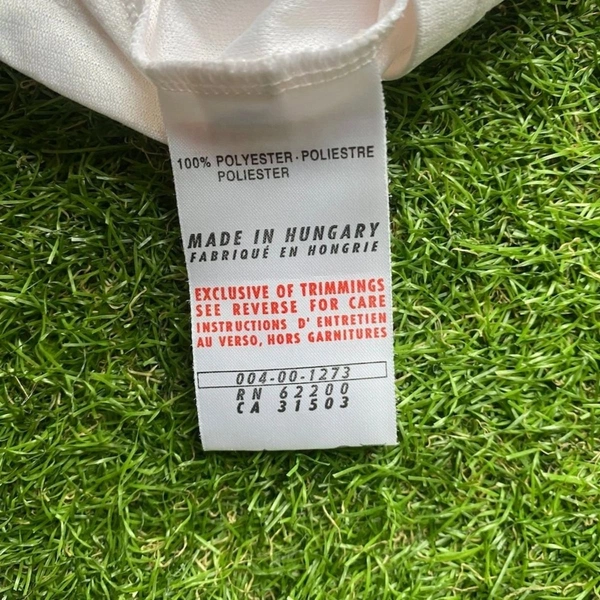 100% POLYESTER·POLIESTRE
POLIESTER
MADE IN HUNGARY
FABRIQUÉ EN HONGRIE
EXCLUSIVE OF TRIMMINGS
SEE REVERSE FOR CARE
INSTRUCTIONS D' ENTRETIEN
AU VERSO, HORS GARNITURES
004-00-1273
RN 62200
CA 31503